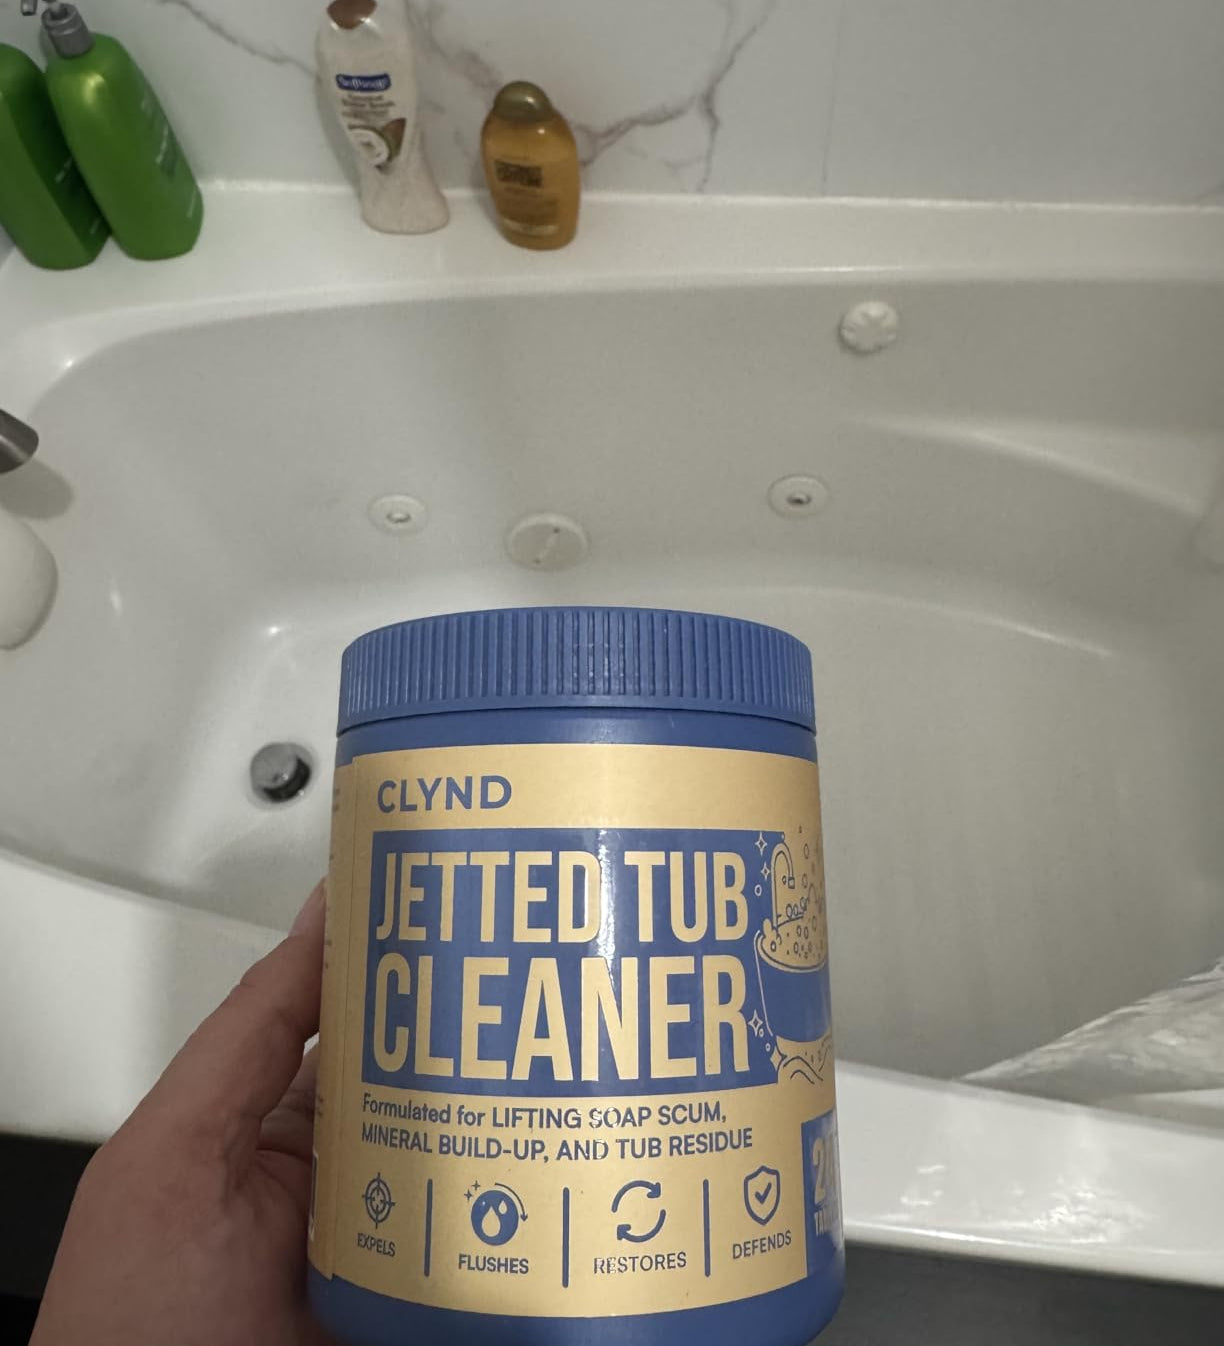 Softsoap
CLYND
JETTED TUB
CLEANER
Formulated for LIFTING SOAP SCUM,
MINERAL BUILD-UP, AND TUB RESIDUE
EXPELS
FLUSHES
RESTORES
DEFENDS